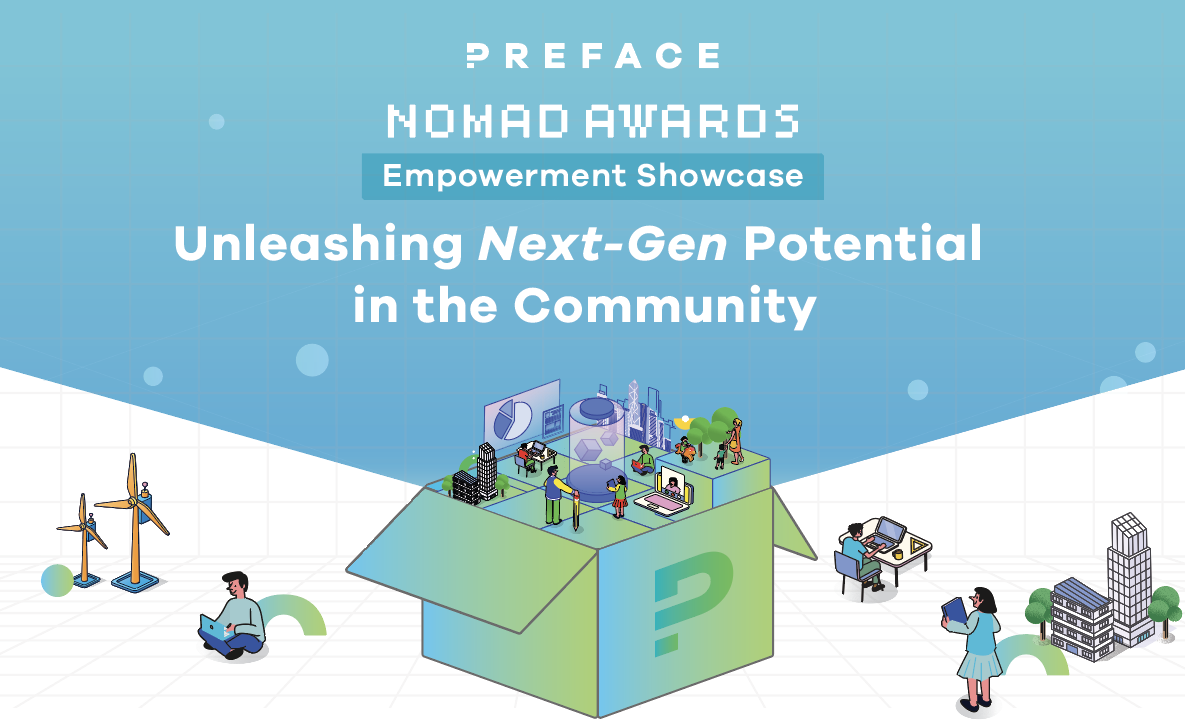 PREFACE
NOMAD AWARDS
Empowerment Showcase
Unleashing Next-Gen Potential
in the Community